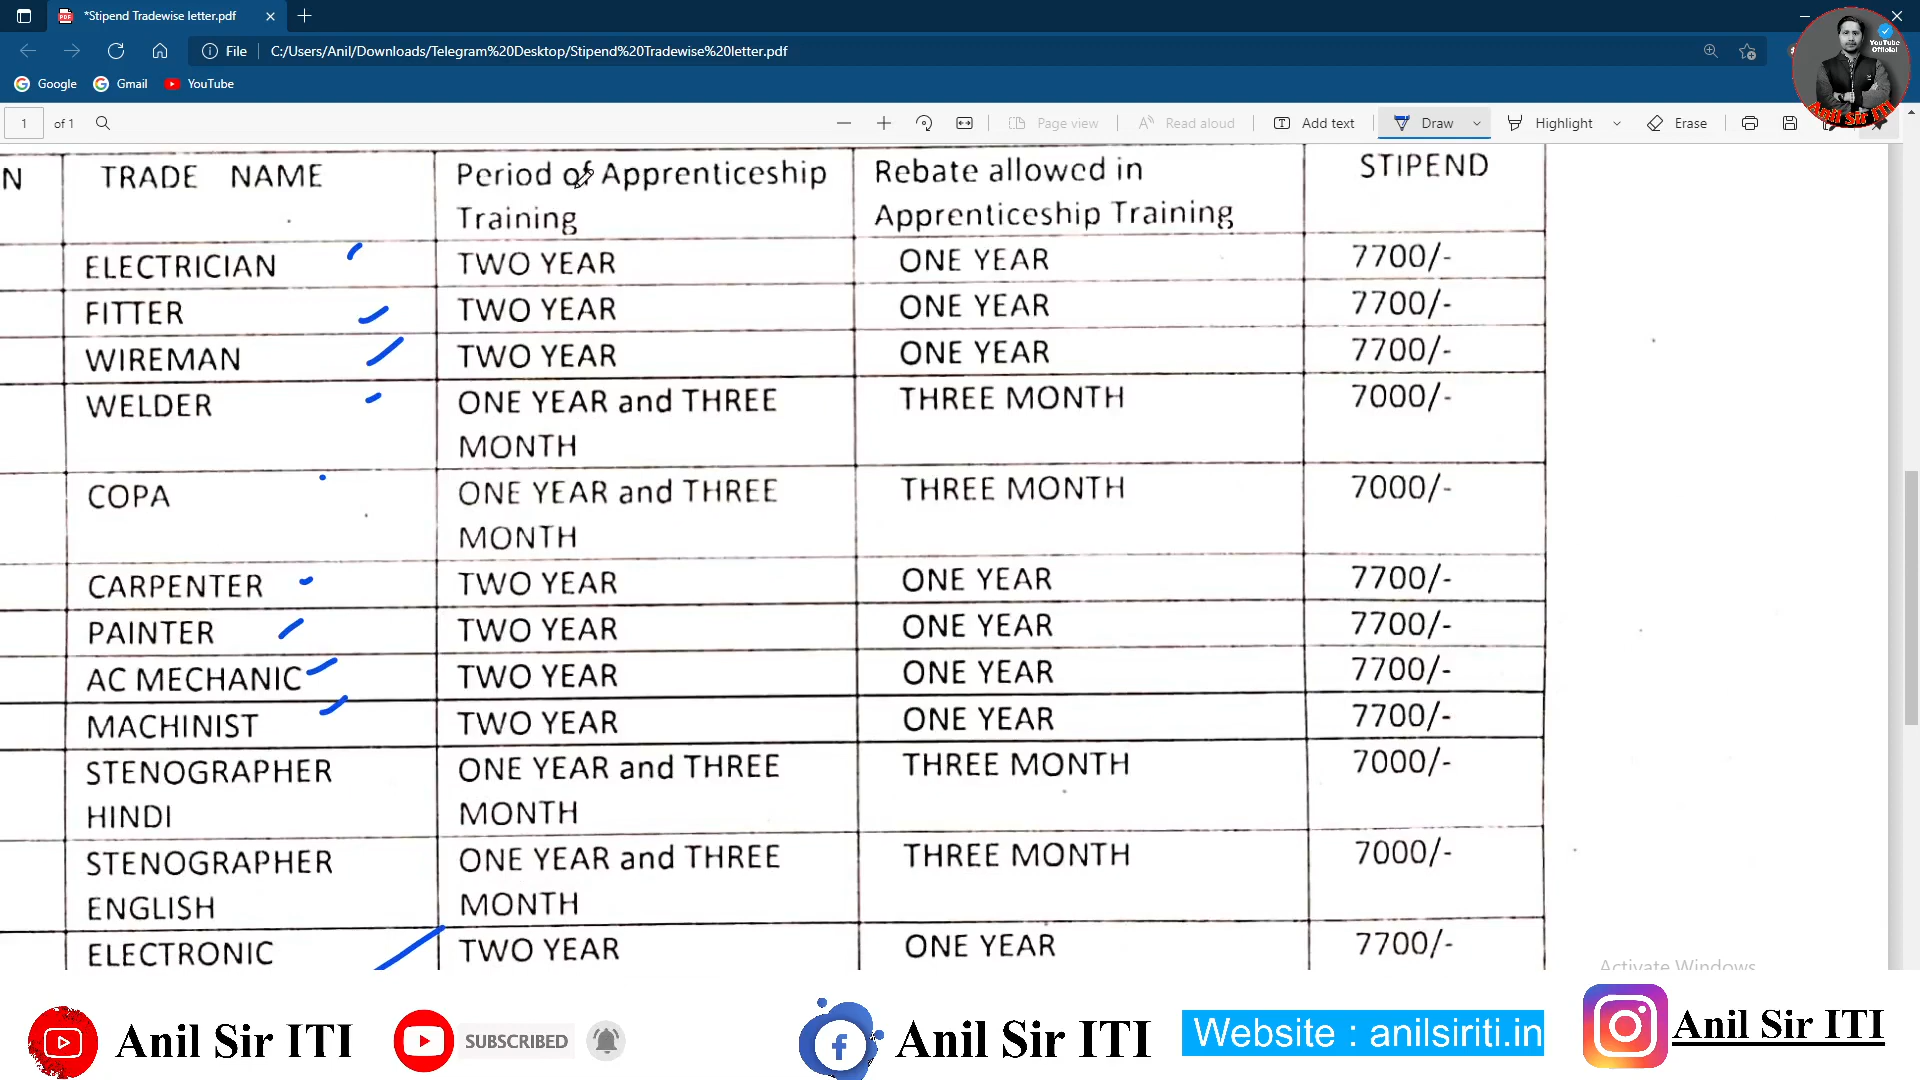 *Stipend Tradewise letter.pdf
File C:/Users/Anil/Downloads/Telegram%20Desktop/Stipend%20Tradewise%20letter.pdf
Google Gmail YouTube
YouTube
Official
Anil Sir ITI
1 of 1 Page view Read aloud Add text Draw Highlight Erase
N TRADE NAME Period of Apprenticeship Training Rebate allowed in Apprenticeship Training STIPEND
ELECTRICIAN TWO YEAR ONE YEAR 7700/-
FITTER TWO YEAR ONE YEAR 7700/-
WIREMAN TWO YEAR ONE YEAR 7700/-
WELDER ONE YEAR and THREE MONTH THREE MONTH 7000/-
COPA ONE YEAR and THREE MONTH THREE MONTH 7000/-
CARPENTER TWO YEAR ONE YEAR 7700/-
PAINTER TWO YEAR ONE YEAR 7700/-
AC MECHANIC TWO YEAR ONE YEAR 7700/-
MACHINIST TWO YEAR ONE YEAR 7700/-
STENOGRAPHER HINDI ONE YEAR and THREE MONTH THREE MONTH 7000/-
STENOGRAPHER ENGLISH ONE YEAR and THREE MONTH THREE MONTH 7000/-
ELECTRONIC TWO YEAR ONE YEAR 7700/-
Activate Windows
Anil Sir ITI SUBSCRIBED Anil Sir ITI Website : anilsiriti.in Anil Sir ITI